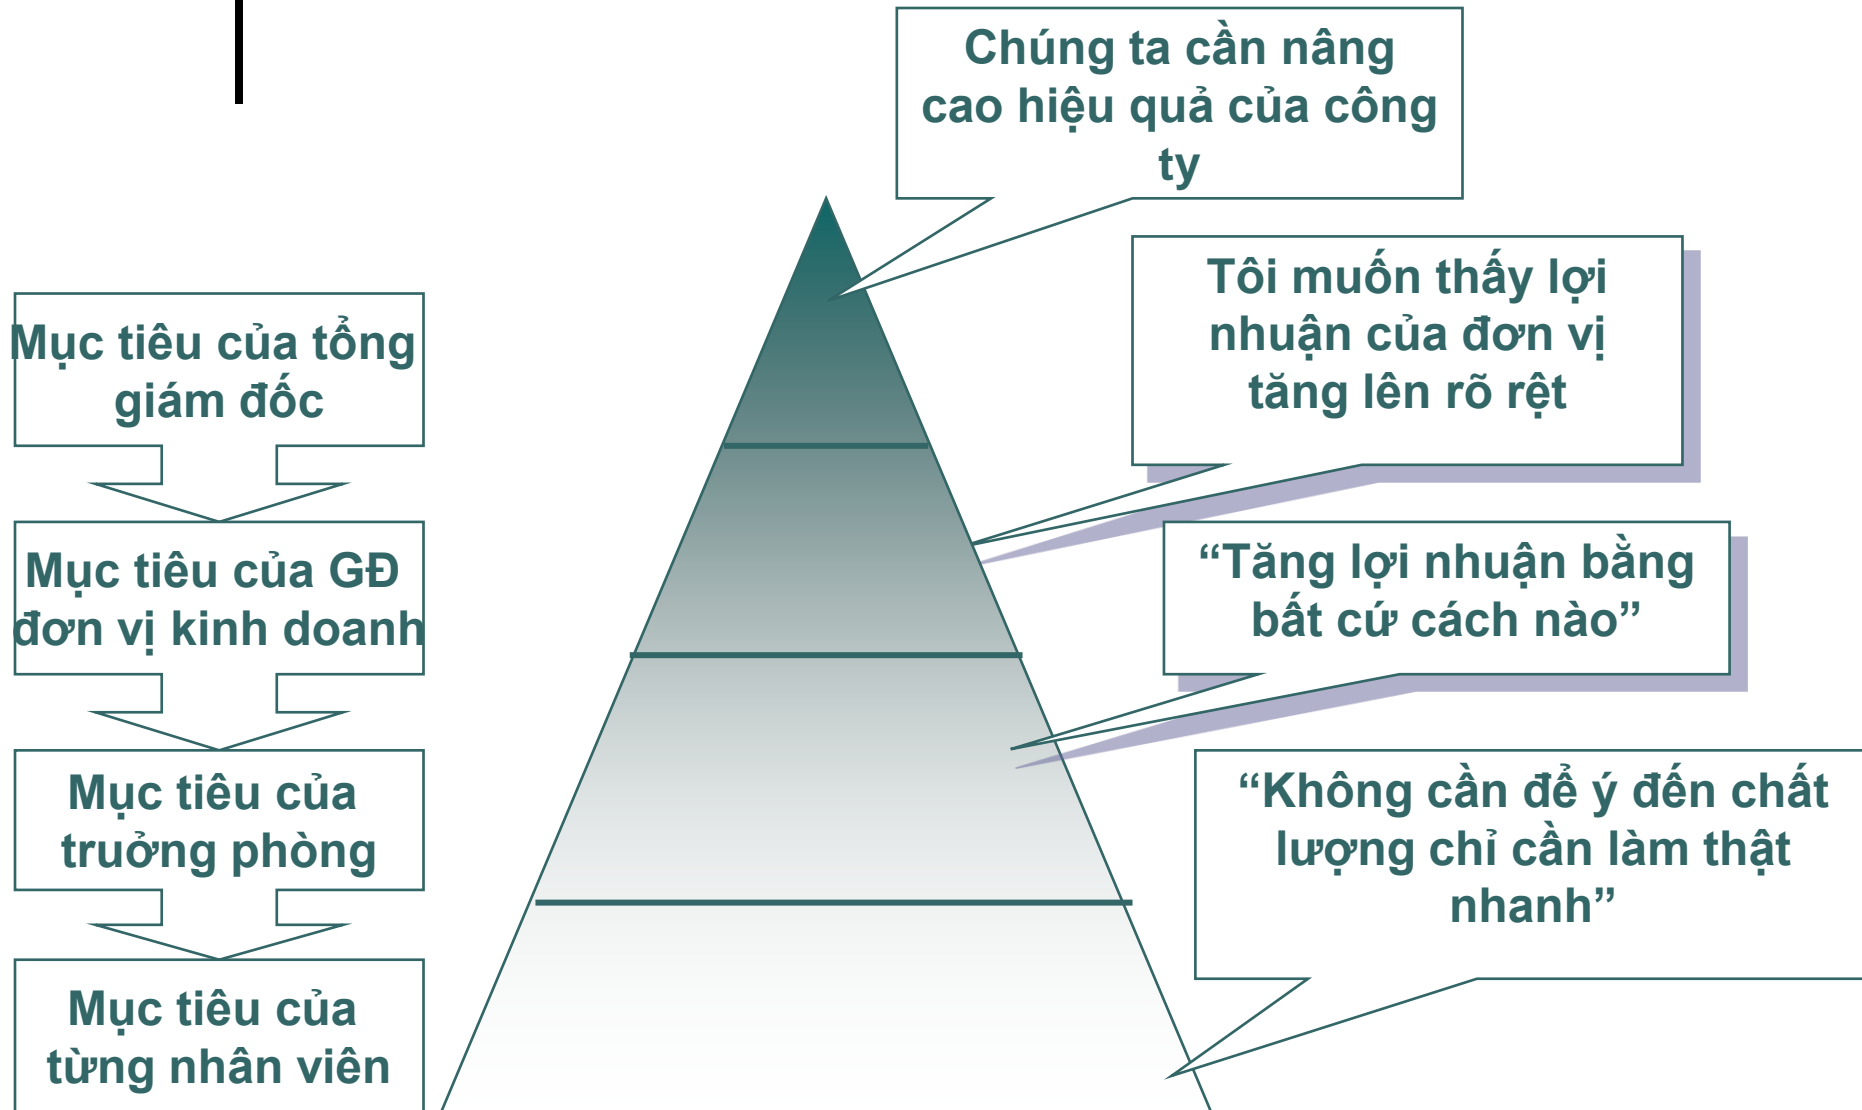 Chúng ta cần nâng
cao hiệu quả của công
ty
Tôi muốn thấy lợi
nhuận của đơn vị
tăng lên rõ rệt
Mục tiêu của tổng
giám đốc
“Tăng lợi nhuận bằng
bất cứ cách nào”
Mục tiêu của GĐ
đơn vị kinh doanh
“Không cần để ý đến chất
lượng chỉ cần làm thật
nhanh”
Mục tiêu của
truởng phòng
Mục tiêu của
từng nhân viên